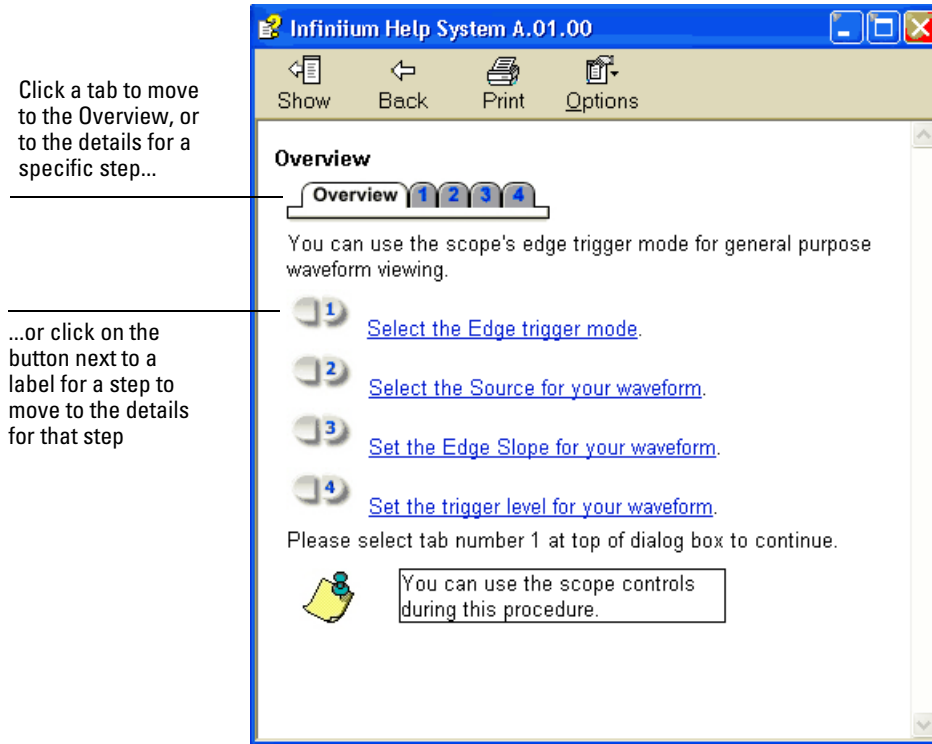 Infiniium Help System A.01.00
Show Back Print Options
Click a tab to move
to the Overview, or
to the details for a
specific step...
Overview
Overview 1 2 3 4
You can use the scope's edge trigger mode for general purpose
waveform viewing.
...or click on the
button next to a
label for a step to
move to the details
for that step
1 Select the Edge trigger mode.
2 Select the Source for your waveform.
3 Set the Edge Slope for your waveform.
4 Set the trigger level for your waveform.
Please select tab number 1 at top of dialog box to continue.
You can use the scope controls
during this procedure.